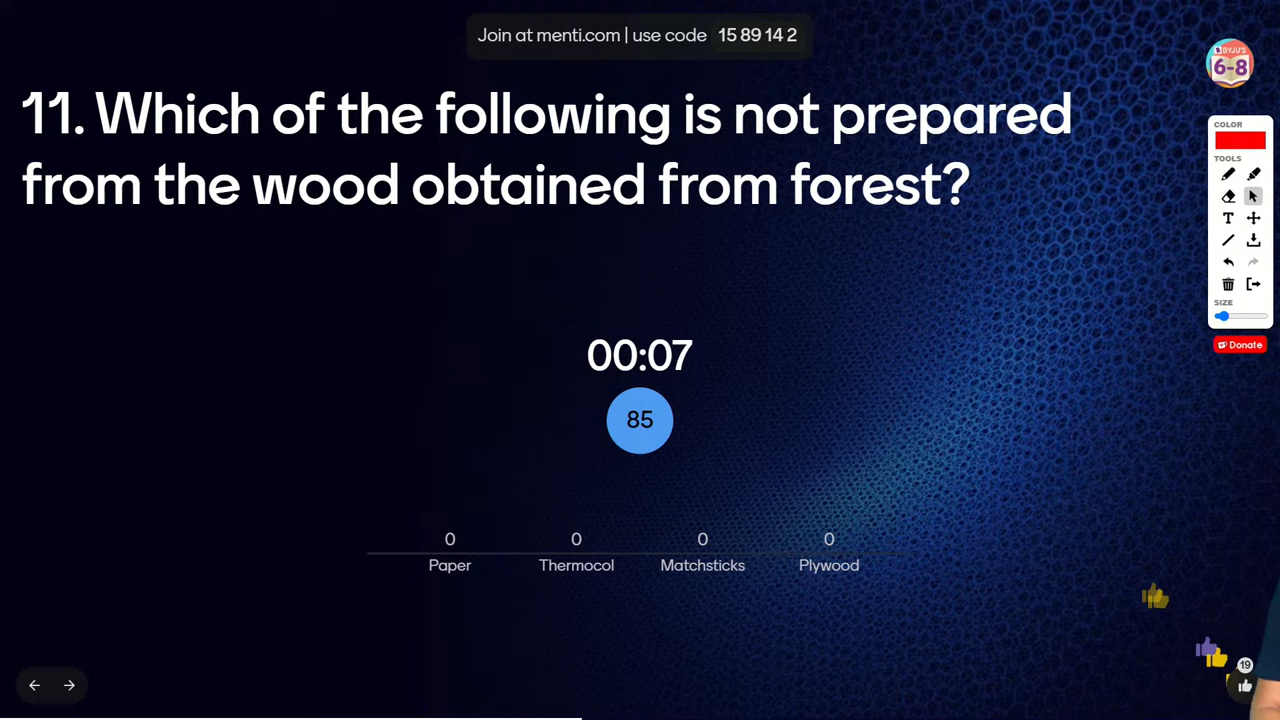 Join at menti.com | use code 15 89 14 2
BYJU'S
6-8
11. Which of the following is not prepared
from the wood obtained from forest?
COLOR
TOOLS
T
SIZE
Donate
00:07
85
0 0 0 0
Paper Thermocol Matchsticks Plywood
19